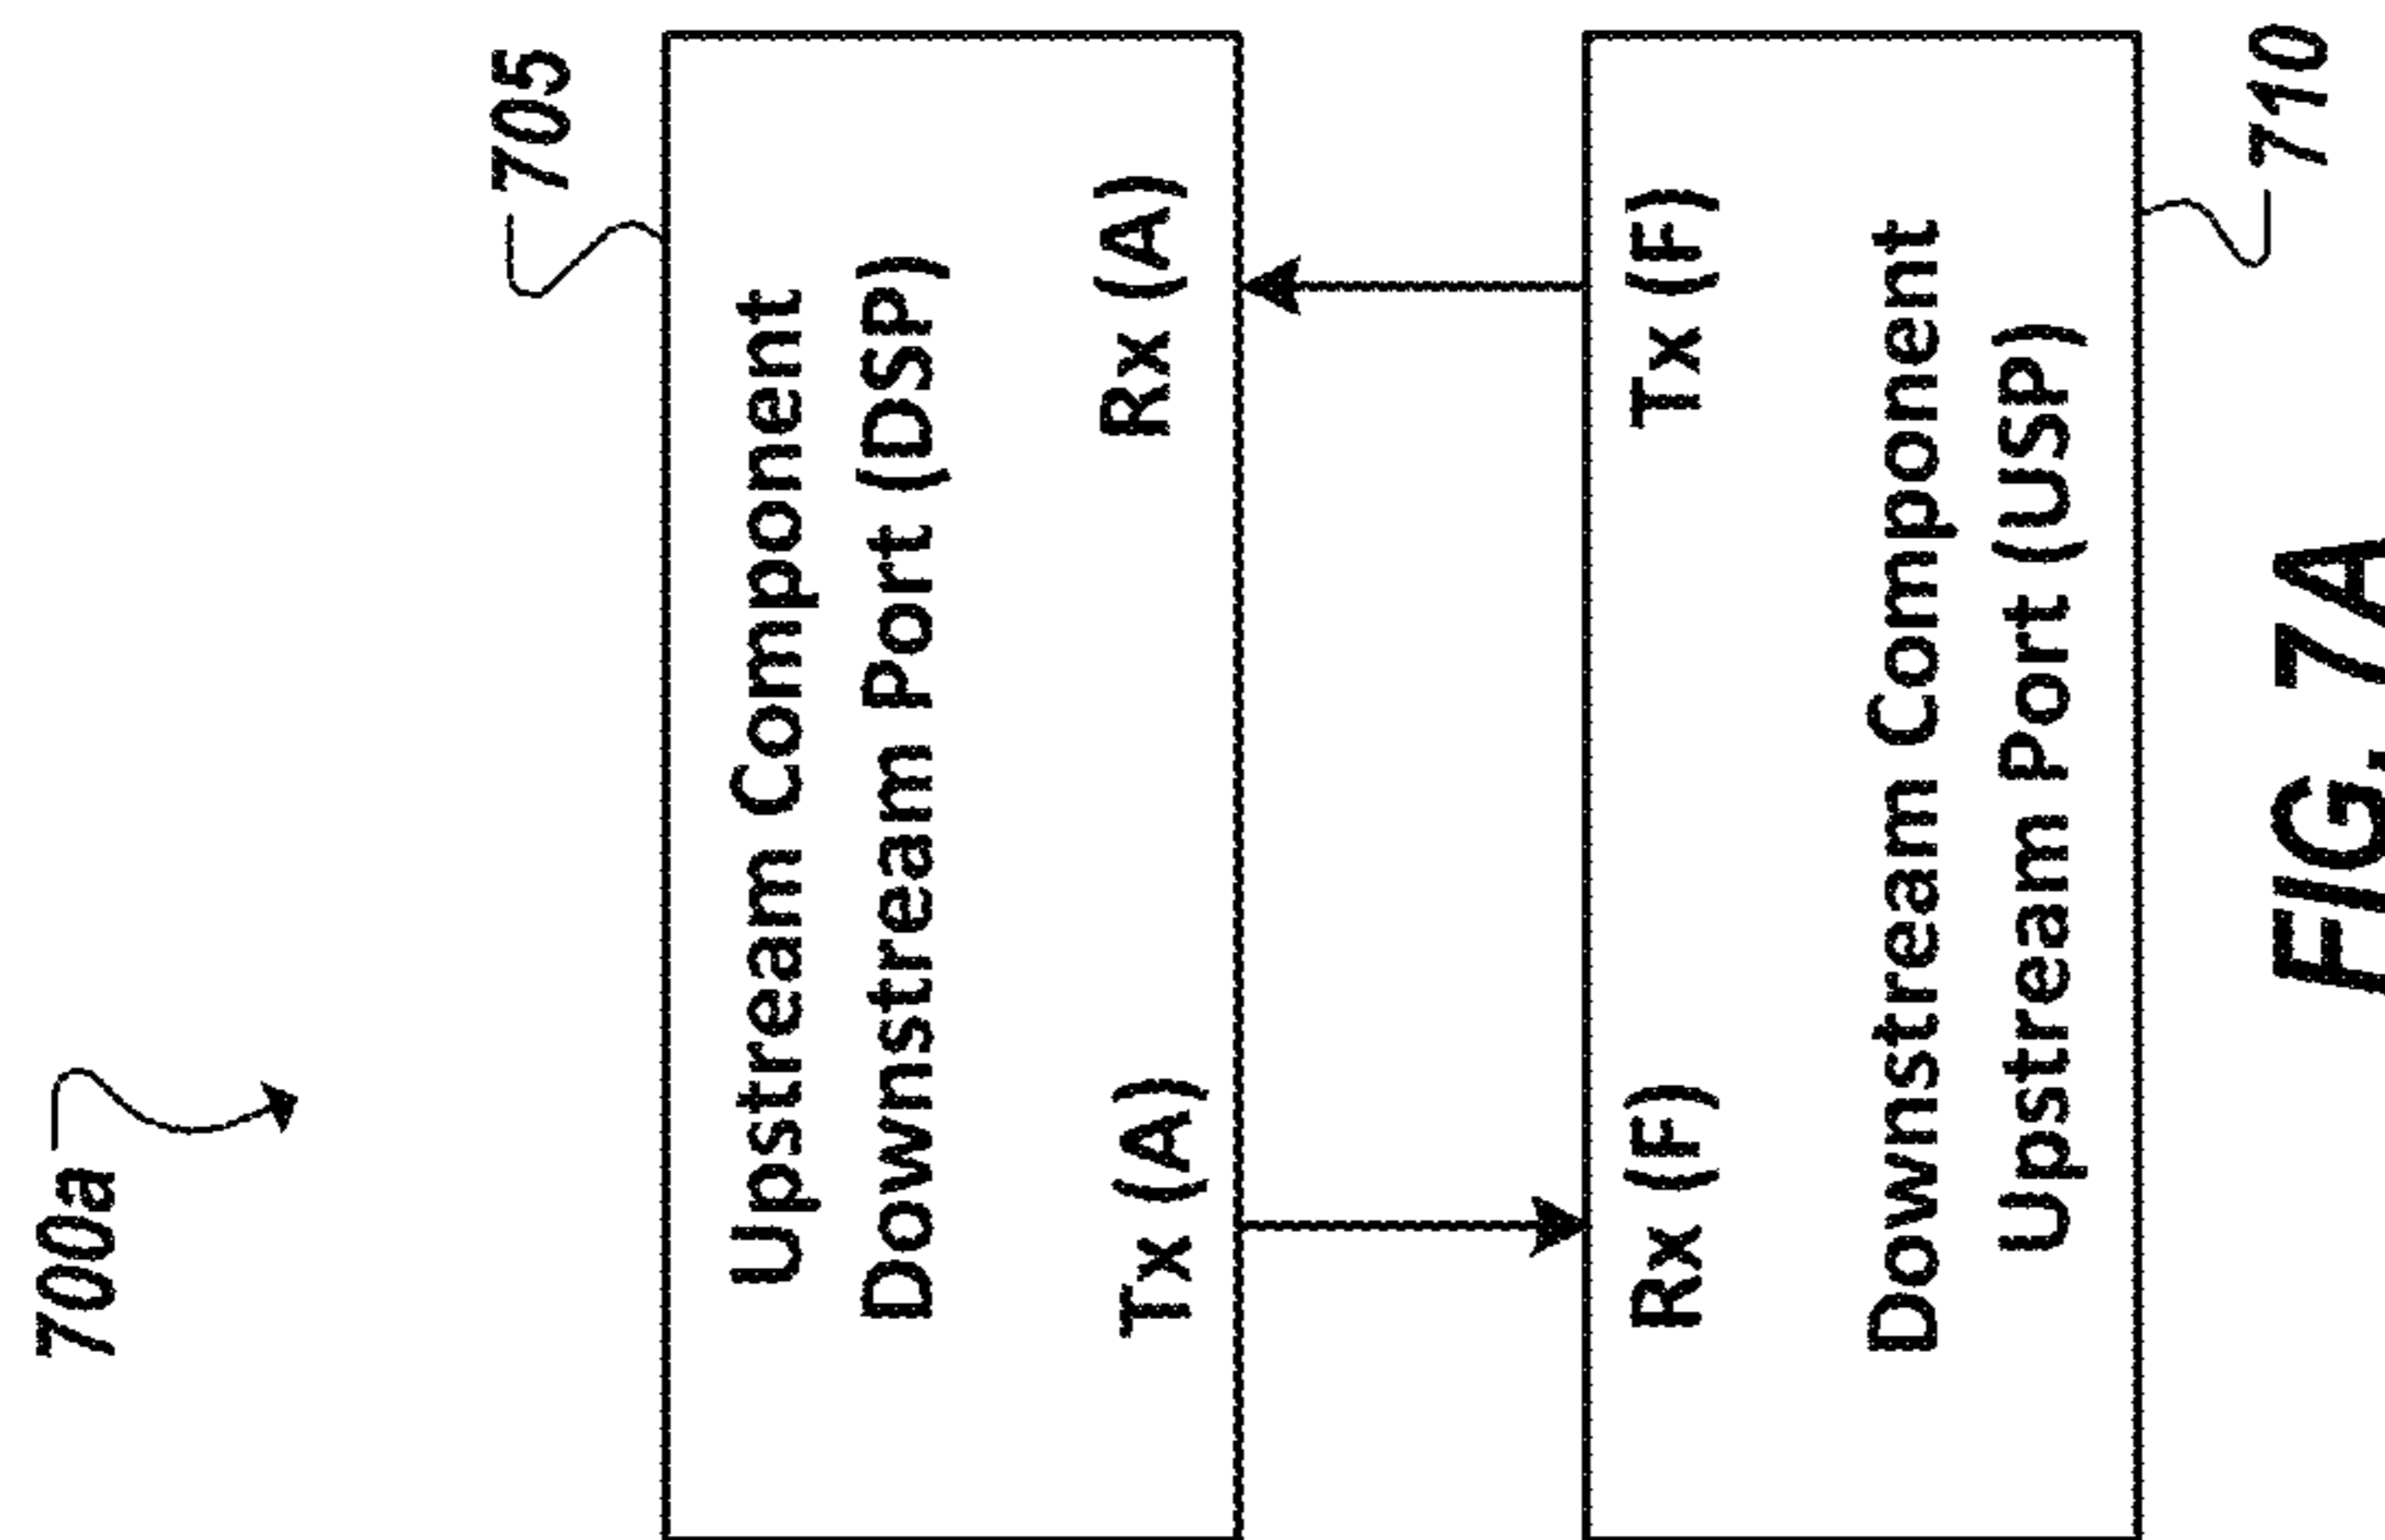 700a
705
Upstream Component
Downstream Port (DSP)
Tx (A) Rx (A)
Rx (F) Tx (F)
Downstream Component
Upstream Port (USP)
710
FIG. 7A